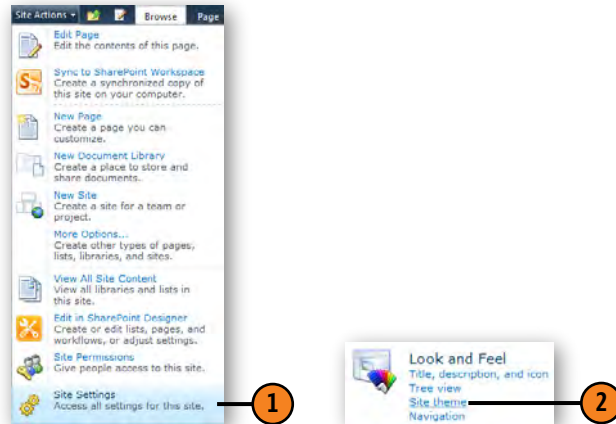 Site Actions Browse Page
Edit Page
Edit the contents of this page.
Sync to SharePoint Workspace
Create a synchronized copy of
this site on your computer.
New Page
Create a page you can
customize.
New Document Library
Create a place to store and
share documents.
New Site
Create a site for a team or
project.
More Options...
Create other types of pages,
lists, libraries, and sites.
View All Site Content
View all libraries and lists in
this site.
Edit in SharePoint Designer
Create or edit lists, pages, and
workflows, or adjust settings.
Site Permissions
Give people access to this site.
Site Settings
Access all settings for this site.
1
Look and Feel
Title, description, and icon
Tree view
Site theme
2
Navigation